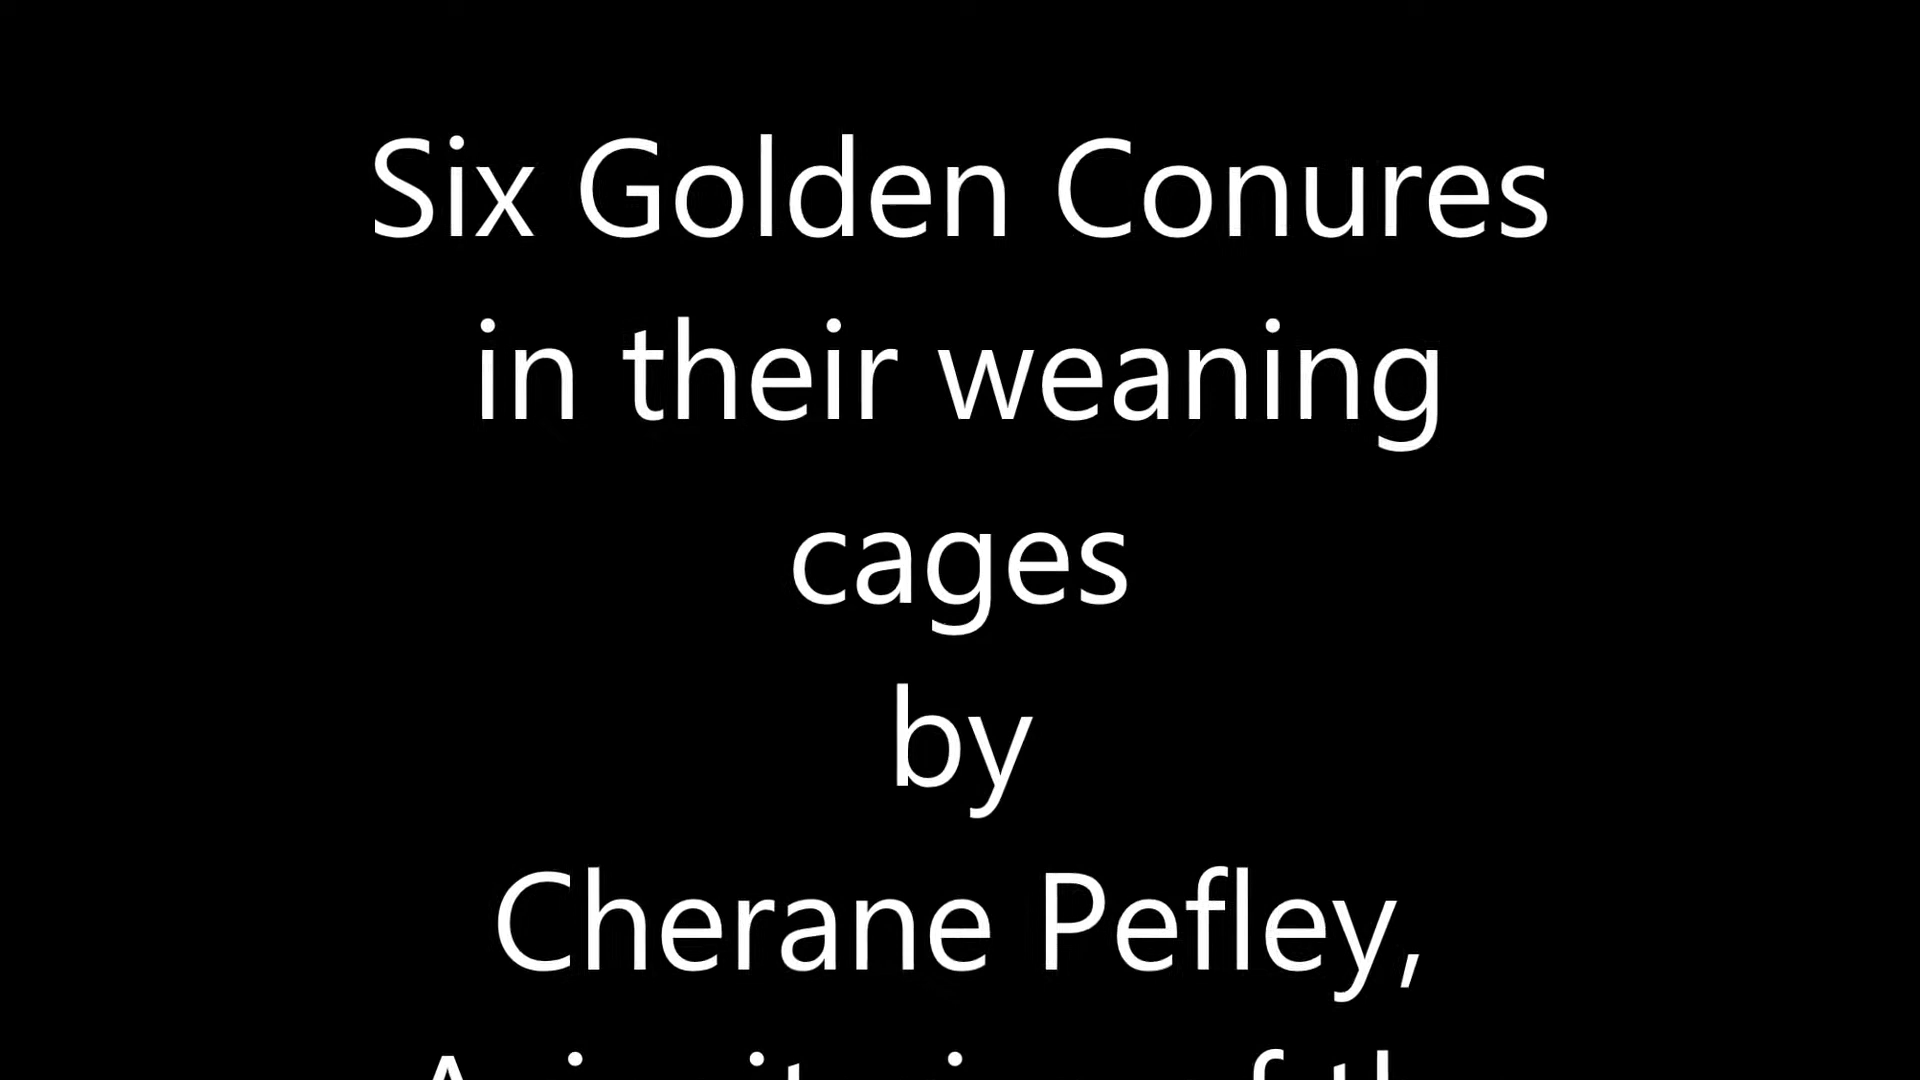 Six Golden Conures
in their weaning
cages
by
Cherane Pefley,